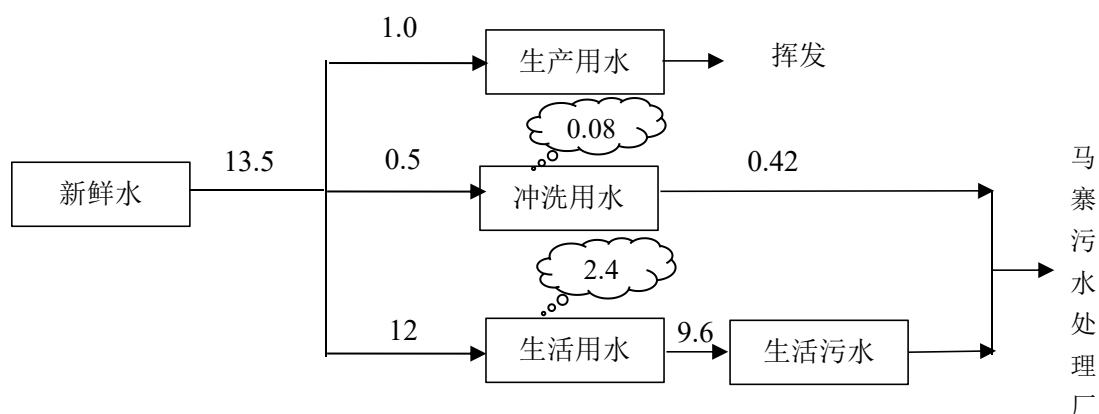 1.0
生产用水
挥发
0.08
新鲜水
13.5
0.5
冲洗用水
0.42
2.4
12
生活用水
9.6
生活污水
马寨污水处理厂